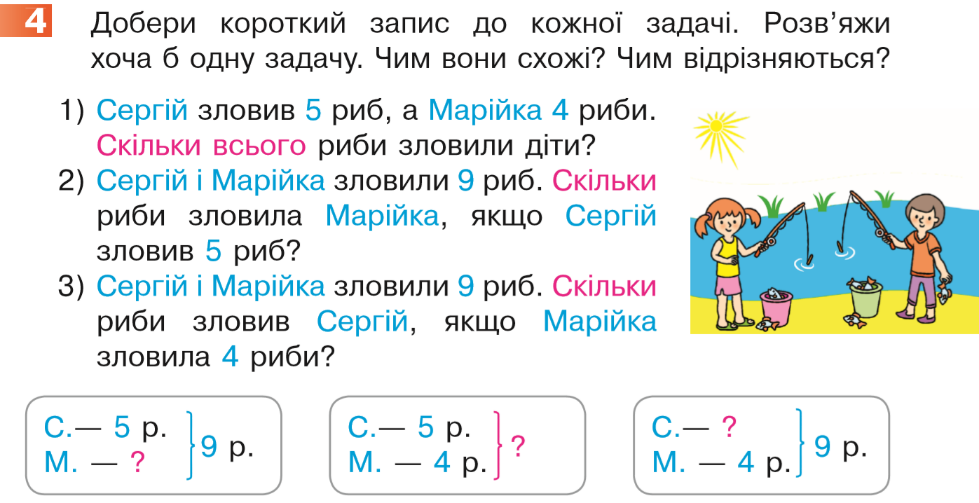 4 Добери короткий запис до кожної задачі. Розв’яжи
хоча б одну задачу. Чим вони схожі? Чим відрізняються?
1) Сергій зловив 5 риб, а Марійка 4 риби.
Скільки всього риби зловили діти?
2) Сергій і Марійка зловили 9 риб. Скільки
риби зловила Марійка, якщо Сергій
зловив 5 риб?
3) Сергій і Марійка зловили 9 риб. Скільки
риби зловив Сергій, якщо Марійка
зловила 4 риби?
С.— 5 р.
М. — ?
9 р.
С.— 5 р.
М. — 4 р.
?
С.— ?
М. — 4 р.
9 р.